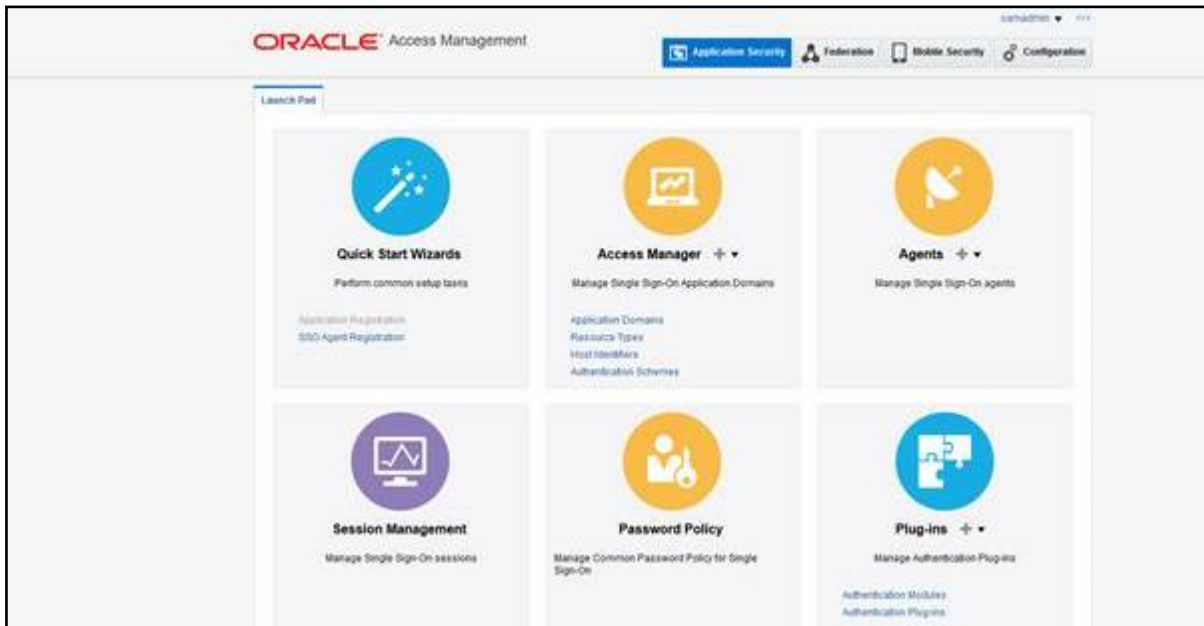 oamadmin
ORACLE Access Management
Application Security
Federation
Mobile Security
Configuration
Launch Pad
Quick Start Wizards
Perform common setup tasks
Application Registration
SSO Agent Registration
Access Manager
Manage Single Sign-On Application Domains
Application Domains
Resource Types
Host Identifiers
Authentication Schemes
Agents
Manage Single Sign-On agents
Session Management
Manage Single Sign-On sessions
Password Policy
Manage Common Password Policy for Single
Sign-On
Plug-ins
Manage Authentication Plug-ins
Authentication Modules
Authentication Plug-ins